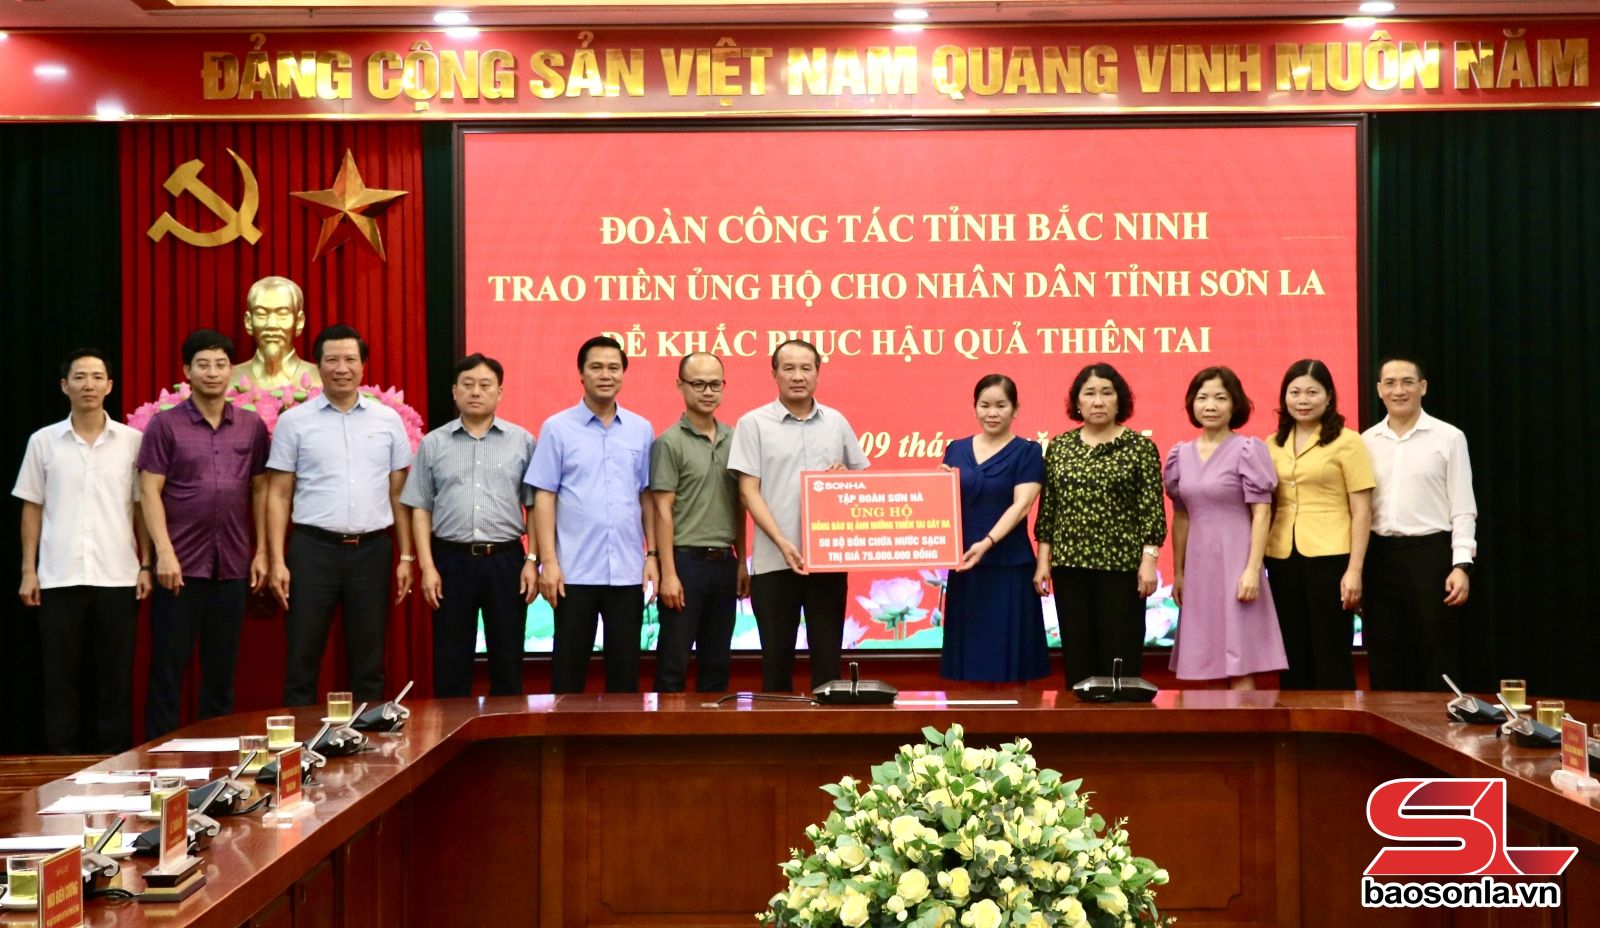 ĐẢNG CỘNG SẢN VIỆT NAM QUANG VINH MUÔN NĂM
ĐOÀN CÔNG TÁC TỈNH BẮC NINH
TRAO TIỀN ỦNG HỘ CHO NHÂN DÂN TỈNH SƠN LA
ĐỂ KHẮC PHỤC HẬU QUẢ THIÊN TAI
09
SONHA
TẬP ĐOÀN SƠN HÀ
ỦNG HỘ
ĐỒNG BÀO BỊ ẢNH HƯỞNG THIÊN TAI GÂY RA
50 BỘ BỒN CHỨA NƯỚC SẠCH
TRỊ GIÁ 75.000.000 ĐỒNG
SL
baosonla.vn